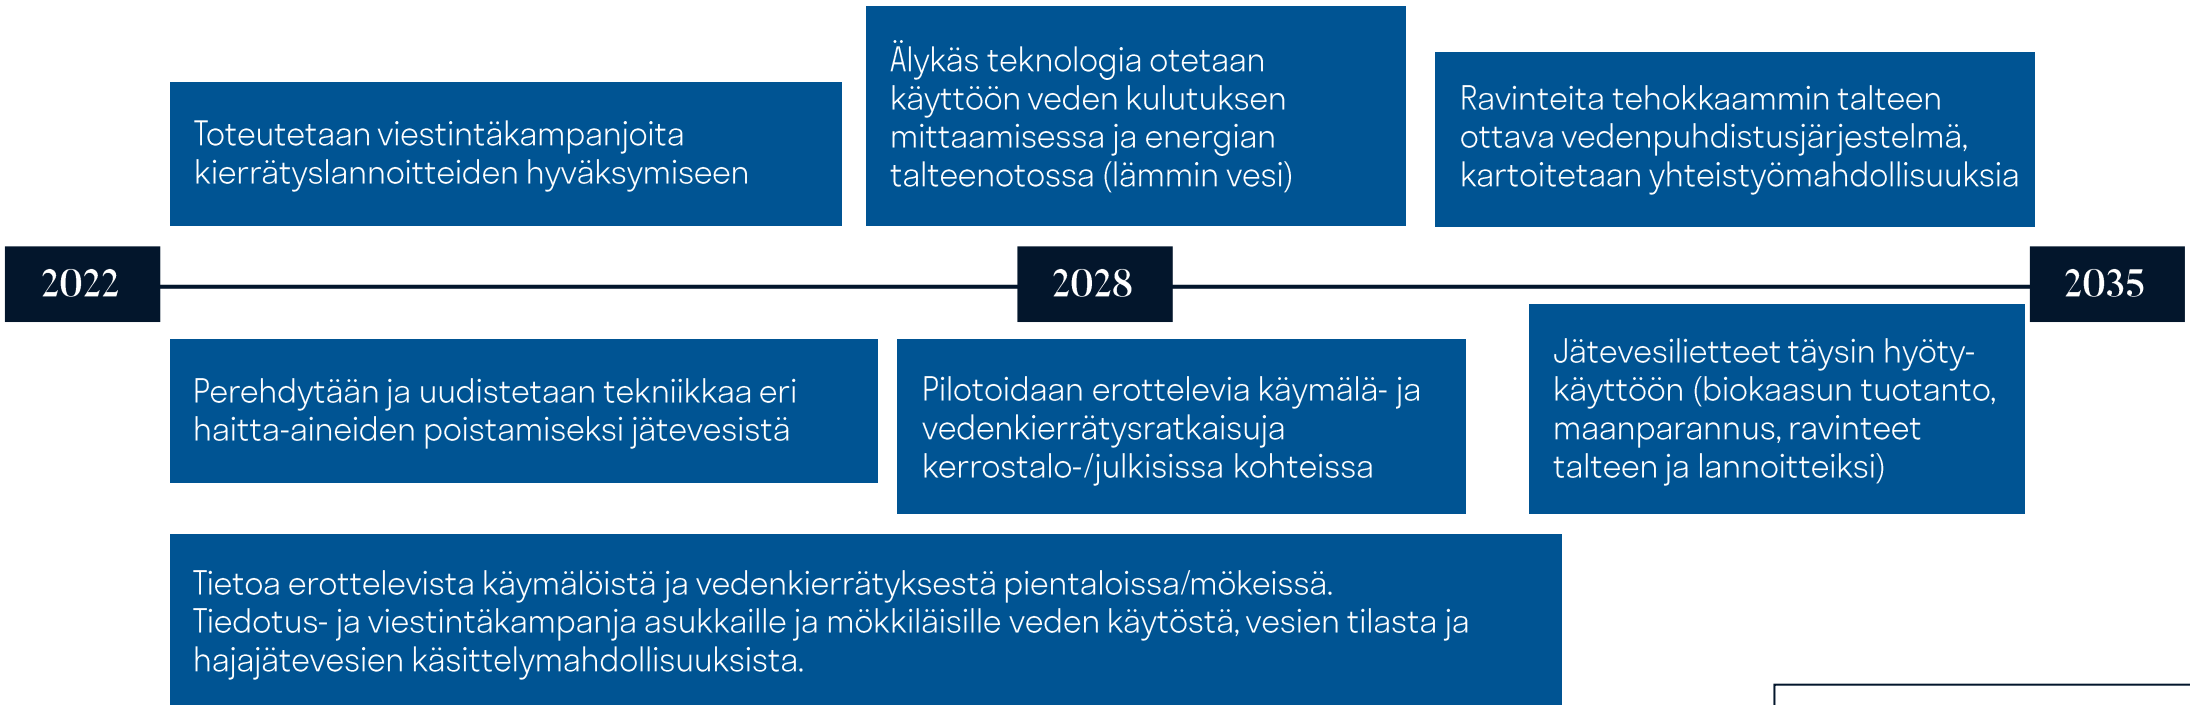 Toteutetaan viestintäkampanjoita
kierrätyslannoitteiden hyväksymiseen
Älykäs teknologia otetaan
käyttöön veden kulutuksen
mittaamisessa ja energian
talteenotossa (lämmin vesi)
Ravinteita tehokkaammin talteen
ottava vedenpuhdistusjärjestelmä,
kartoitetaan yhteistyömahdollisuuksia
2022
2028
2035
Perehdytään ja uudistetaan tekniikkaa eri
haitta-aineiden poistamiseksi jätevesistä
Pilotoidaan erottelevia käymälä- ja
vedenkierrätysratkaisuja
kerrostalo-/julkisissa kohteissa
Jätevesilietteet täysin hyöty-
käyttöön (biokaasun tuotanto,
maanparannus, ravinteet
talteen ja lannoitteiksi)
Tietoa erottelevista käymälöistä ja vedenkierrätyksestä pientaloissa/mökeissä.
Tiedotus- ja viestintäkampanja asukkaille ja mökkiläisille veden käytöstä, vesien tilasta ja
hajajätevesien käsittelymahdollisuuksista.